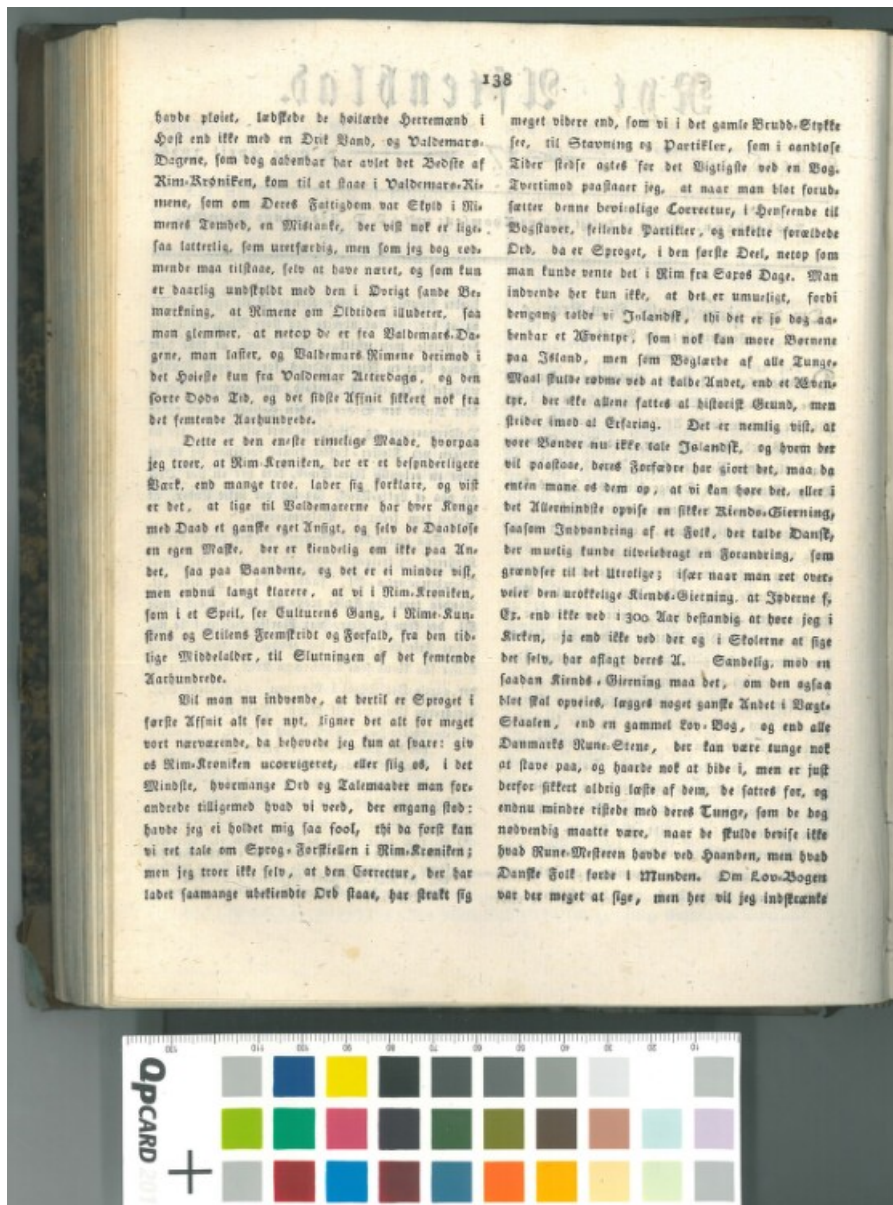 138
havde pløiet, lædskede de høilærde Herremænd i
Høst end ikke med en Drik Vand, og Valdemars-
Dagene, som dog aabenbar har avlet det Bedste af
Rim-Krøniken, kom til at staae i Valdemars-Ri-
mene, som om Deres Fattigdom var Skyld i Ri-
menes Tomhed, en Mistanke, der vist nok er lige-
saa latterlig, som uretfærdig, men som jeg dog rød-
mende maa tilstaae, selv at have næret, og som kun
er daarlig undskyldt med den i Øvrigt sande Be-
mærkning, at Rimene om Oldtiden illuderer, saa
man glemmer, at netop de er fra Valdemars-Da-
gene, man laster, og Valdemars Rimene derimod i
det Høieste kun fra Valdemar Atterdags, og den
sorte Døds Tid, og det sidste Affnit sikkert nok fra
det femtende Aarhundrede.
Dette er den eneste rimelige Maade, hvorpaa
jeg troer, at Rim-Krøniken, der er et besynderligere
Værk, end mange troe, lader sig forklare, og vist
er det, at lige til Valdemarerne har hver Konge
med Daad et ganske eget Ansigt, og selv de Daadløse
en egen Maske, der er kiendelig om ikke paa An-
det, saa paa Baandene, og det er ei mindre vist,
men endnu langt klarere, at vi i Rim-Krøniken,
som i et Speil, see Culturens Gang, i Rime-Kun-
stens og Stilens Fremskridt og Forfald, fra den tid-
lige Middelalder, til Slutningen af det femtende
Aarhundrede.
Vil man nu indvende, at dertil er Sproget i
første Affnit alt for nyt, ligner det alt for meget
vort nærværende, da behøvede jeg kun at svare: giv
os Rim-Krøniken ucorrigeret, eller siig os, i det
Mindste, hvormange Ord og Talemaader man for-
andrede tilligemed hvad vi veed, der engang stod:
havde jeg ei holdet mig saa fool, thi da først kan
vi ret tale om Sprog-Forskiellen i Rim-Krøniken;
men jeg troer ikke selv, at den Correctur, der har
ladet saamange ubekiendte Ord staae, har strakt sig
meget videre end, som vi i det gamle Brudd-Stykke
see, til Stavning og Partikler, som i aandløse
Tider stedse agtes for det Vigtigste ved en Bog.
Tvertimod paastaaer jeg, at naar man blot forud-
sætter denne beviislige Correctur, i Henseende til
Bogstaver, feilende Partikler, og enkelte forældede
Ord, da er Sproget, i den første Deel, netop som
man kunde vente det i Rim fra Saxos Dage. Man
indvende her kun ikke, at det er umueligt, fordi
dengang talde vi Islandsk, thi det er jo dog aa-
benbar et Æventyr, som nok kan more Børnene
paa Island, men som Boglærde af alle Tunge-
Maal skulde rødme ved at kalde Andet, end et Æven-
tyr, der ikke allene fattes al historisk Grund, men
strider imod al Erfaring. Det er nemlig vist, at
vore Bønder nu ikke tale Islandsk, og hvem der
vil paastaae, deres Forfædre har giort det, maa da
enten mane os dem op, at vi kan høre det, eller i
det Allermindste opvise en sikker Kiends-Gierning,
saasom Indvandring af et Folk, der talde Dansk,
der muelig kunde tilveiebragt en Forandring, som
grændser til det Utrolige; især naar man ret over-
veier den urokkelige Kiends-Gierning, at Jyderne f.
Ex. end ikke ved 1300 Aar bestandig at høre jeg i
Kirken, ja end ikke ved der og i Skolerne at sige
det selv, har aflagt deres A. Sandelig, mod en
saadan Kiends-Gierning maa det, om den ogsaa
blot skal opveies, lægges noget ganske Andet i Vægt-
Skaalen, end en gammel Lov-Bog, og end alle
Danmarks Rune-Stene, der kan være tunge nok
at stave paa, og haarde nok at bide i, men er just
derfor sikkert aldrig læste af dem, de sattes for, og
endnu mindre ristede med deres Tunge, som de dog
nødvendig maatte være, naar de skulde bevise ikke
hvad Rune-Mesteren havde ved Haanden, men hvad
Danske Folk førde i Munden. Om Lov-Bogen
var der meget at sige, men her vil jeg indskrænke
QPCARD 201